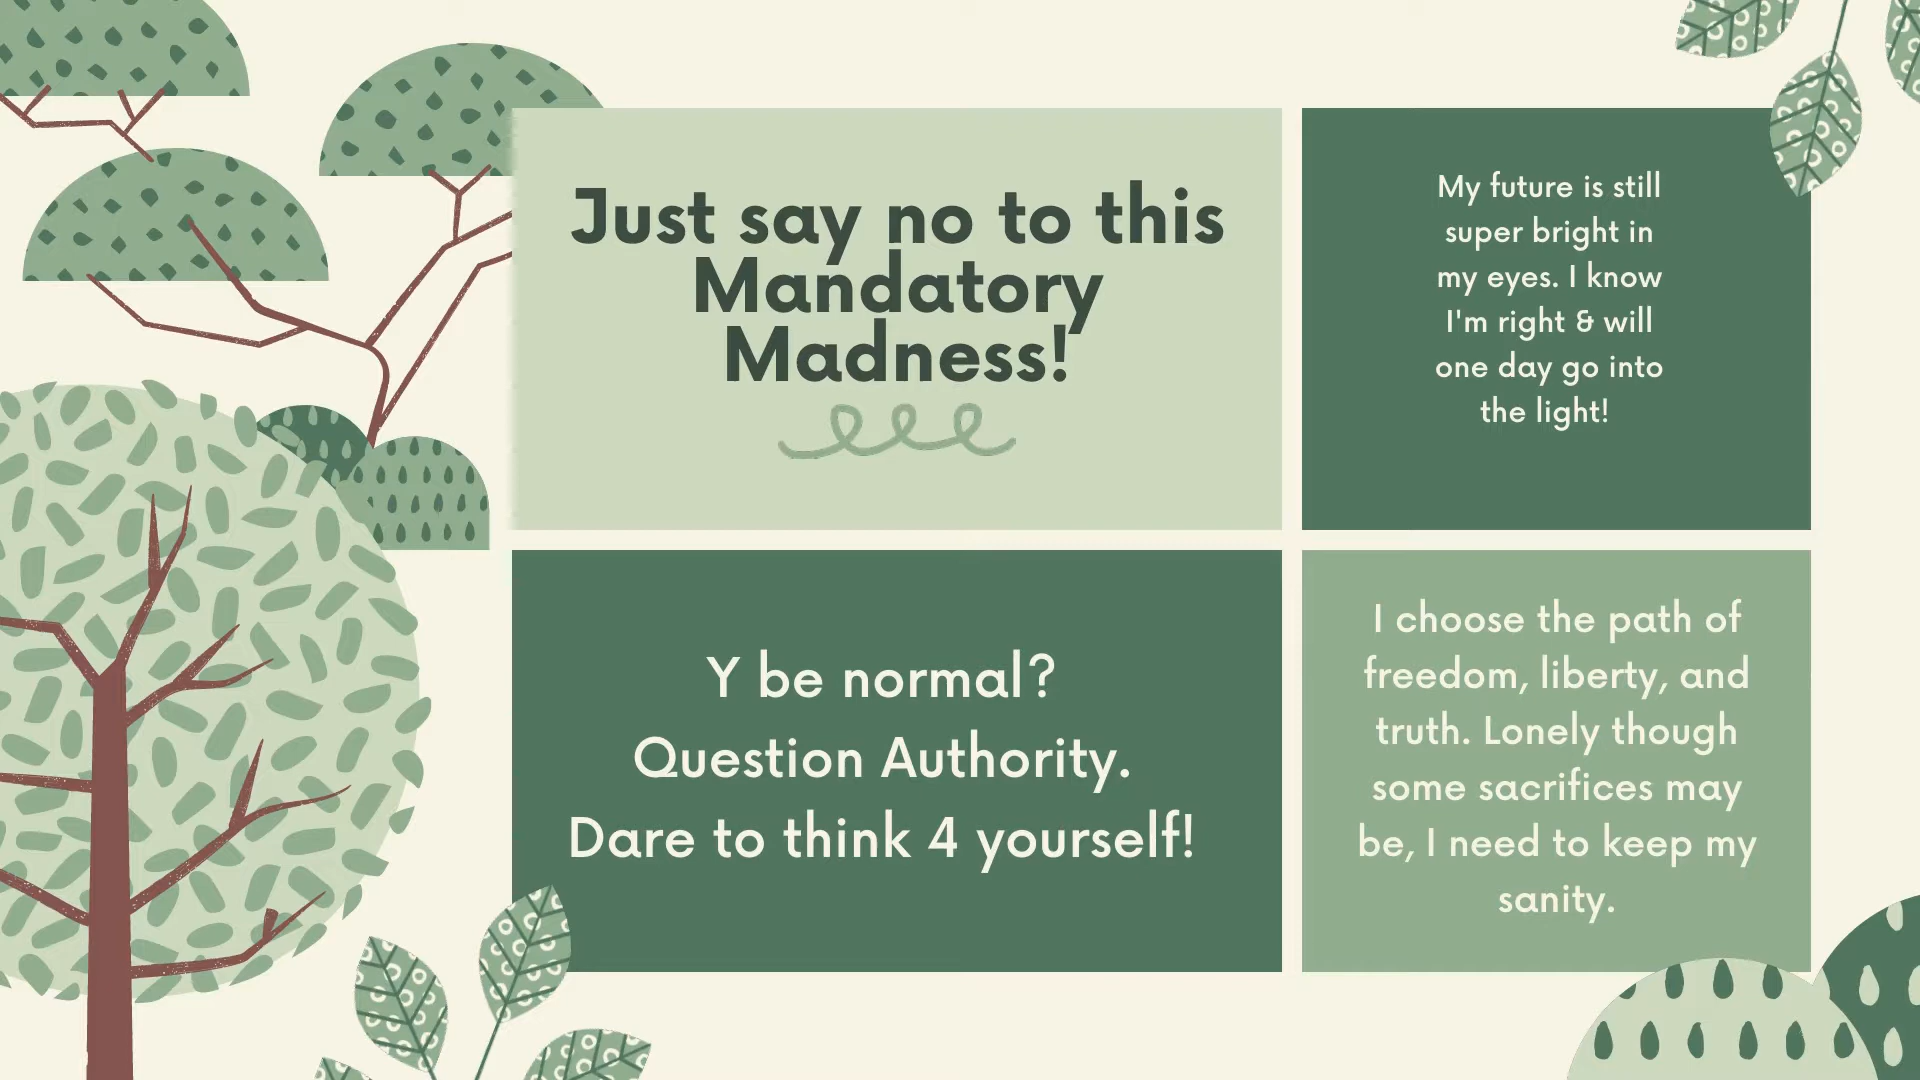 Just say no to this
Mandatory
Madness!
My future is still
super bright in
my eyes. I know
I'm right & will
one day go into
the light!
Y be normal?
Question Authority.
Dare to think 4 yourself!
I choose the path of
freedom, liberty, and
truth. Lonely though
some sacrifices may
be, I need to keep my
sanity.